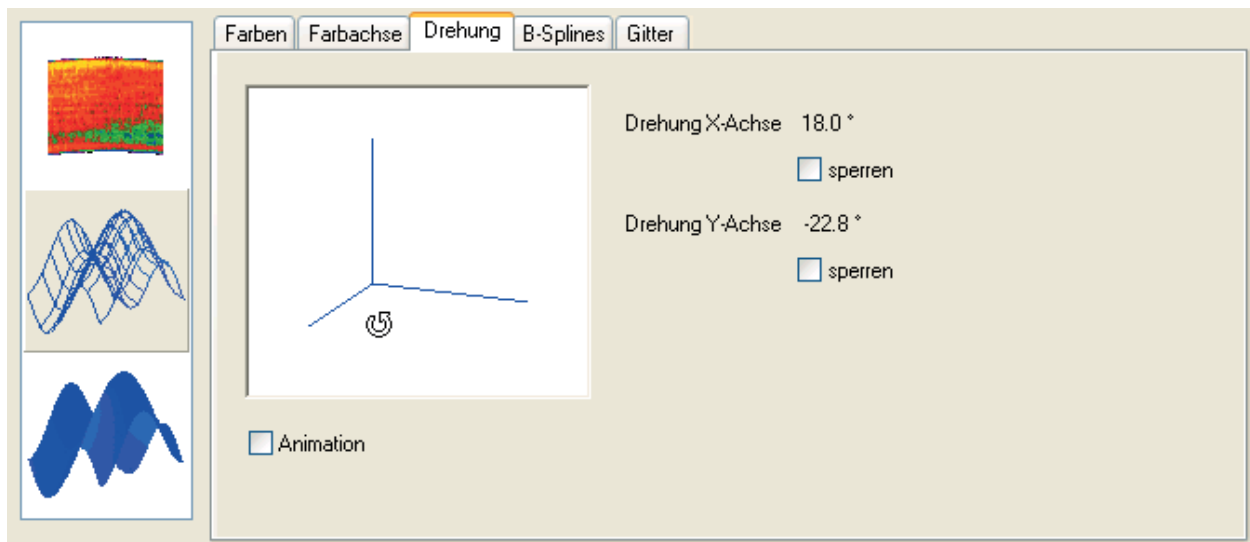 Farben Farbachse Drehung B-Splines Gitter
Drehung X-Achse 18.0 °
sperren
Drehung Y-Achse -22.8 °
sperren
Animation